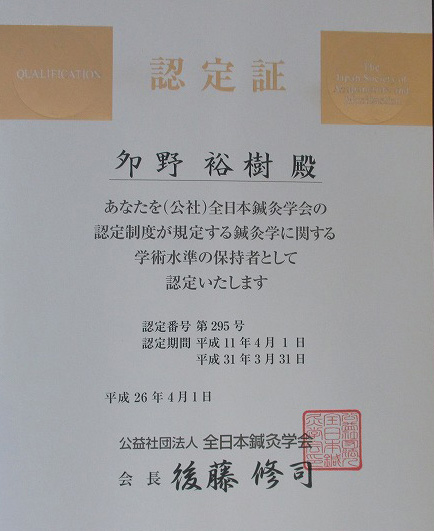 QUALIFICATION
The
Japan Society of
Acupuncture and
認定証
夘野裕樹殿
あなたを(公社)全日本鍼灸学会の
認定制度が規定する鍼灸学に関する
学術水準の保持者として
認定いたします
認定番号 第295号
認定期間 平成11年4月1日
平成31年3月31日
平成26年4月1日
公益社団法人 全日本鍼灸学会
会長 後藤修司